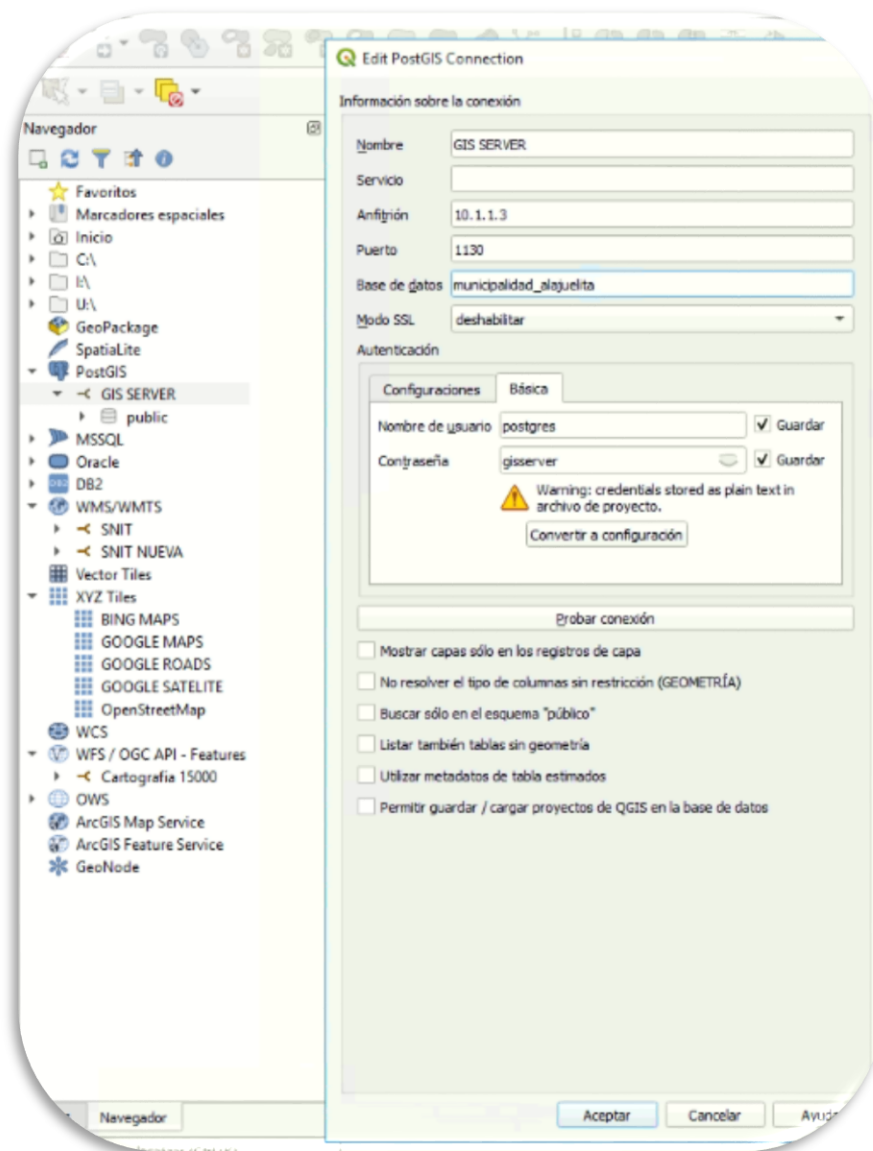 Edit PostGIS Connection
Información sobre la conexión
Navegador
Favoritos
Marcadores espaciales
Inicio
C:\
I:\
U:\
GeoPackage
SpatiaLite
PostGIS
GIS SERVER
public
MSSQL
Oracle
DB2
DB2
WMS/WMTS
SNIT
SNIT NUEVA
Vector Tiles
XYZ Tiles
BING MAPS
GOOGLE MAPS
GOOGLE ROADS
GOOGLE SATELITE
OpenStreetMap
WCS
WFS / OGC API - Features
Cartografia 15000
OWS
ArcGIS Map Service
ArcGIS Feature Service
GeoNode
Navegador
Nombre GIS SERVER
Servicio
Anfitrión 10.1.1.3
Puerto 1130
Base de datos municipalidad_alajuelita
Modo SSL deshabilitar
Autenticación
Configuraciones Básica
Nombre de usuario postgres Guardar
Contraseña gisserver Guardar
Warning: credentials stored as plain text in
archivo de proyecto.
Convertir a configuración
Probar conexión
Mostrar capas sólo en los registros de capa
No resolver el tipo de columnas sin restricción (GEOMETRÍA)
Buscar sólo en el esquema "público"
Listar también tablas sin geometría
Utilizar metadatos de tabla estimados
Permitir guardar / cargar proyectos de QGIS en la base de datos
Aceptar Cancelar